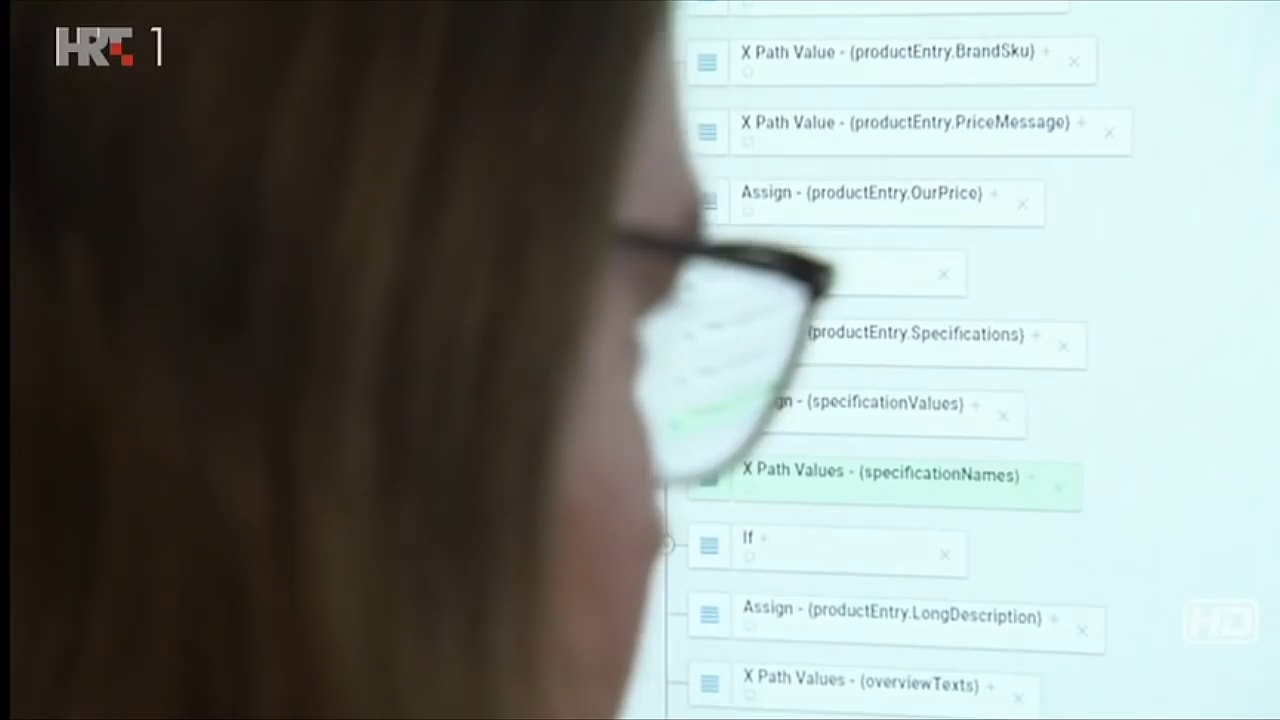 HRT 1
X Path Value - (productEntry.BrandSku) +
X Path Value - (productEntry.PriceMessage) +
Assign - (productEntry.OurPrice) +
(productEntry.Specifications) +
gn - (specificationValues) +
X Path Values - (specificationNames)
If +
Assign - (productEntry.LongDescription) +
HD
X Path Values - (overviewTexts) +